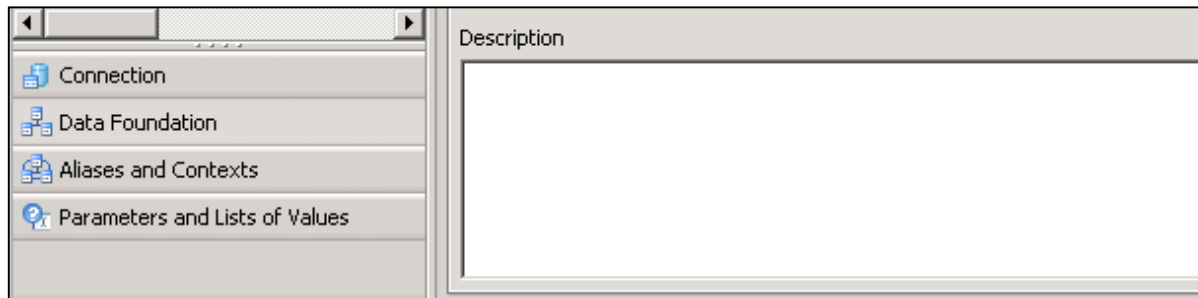 Description
Connection
Data Foundation
Aliases and Contexts
Parameters and Lists of Values